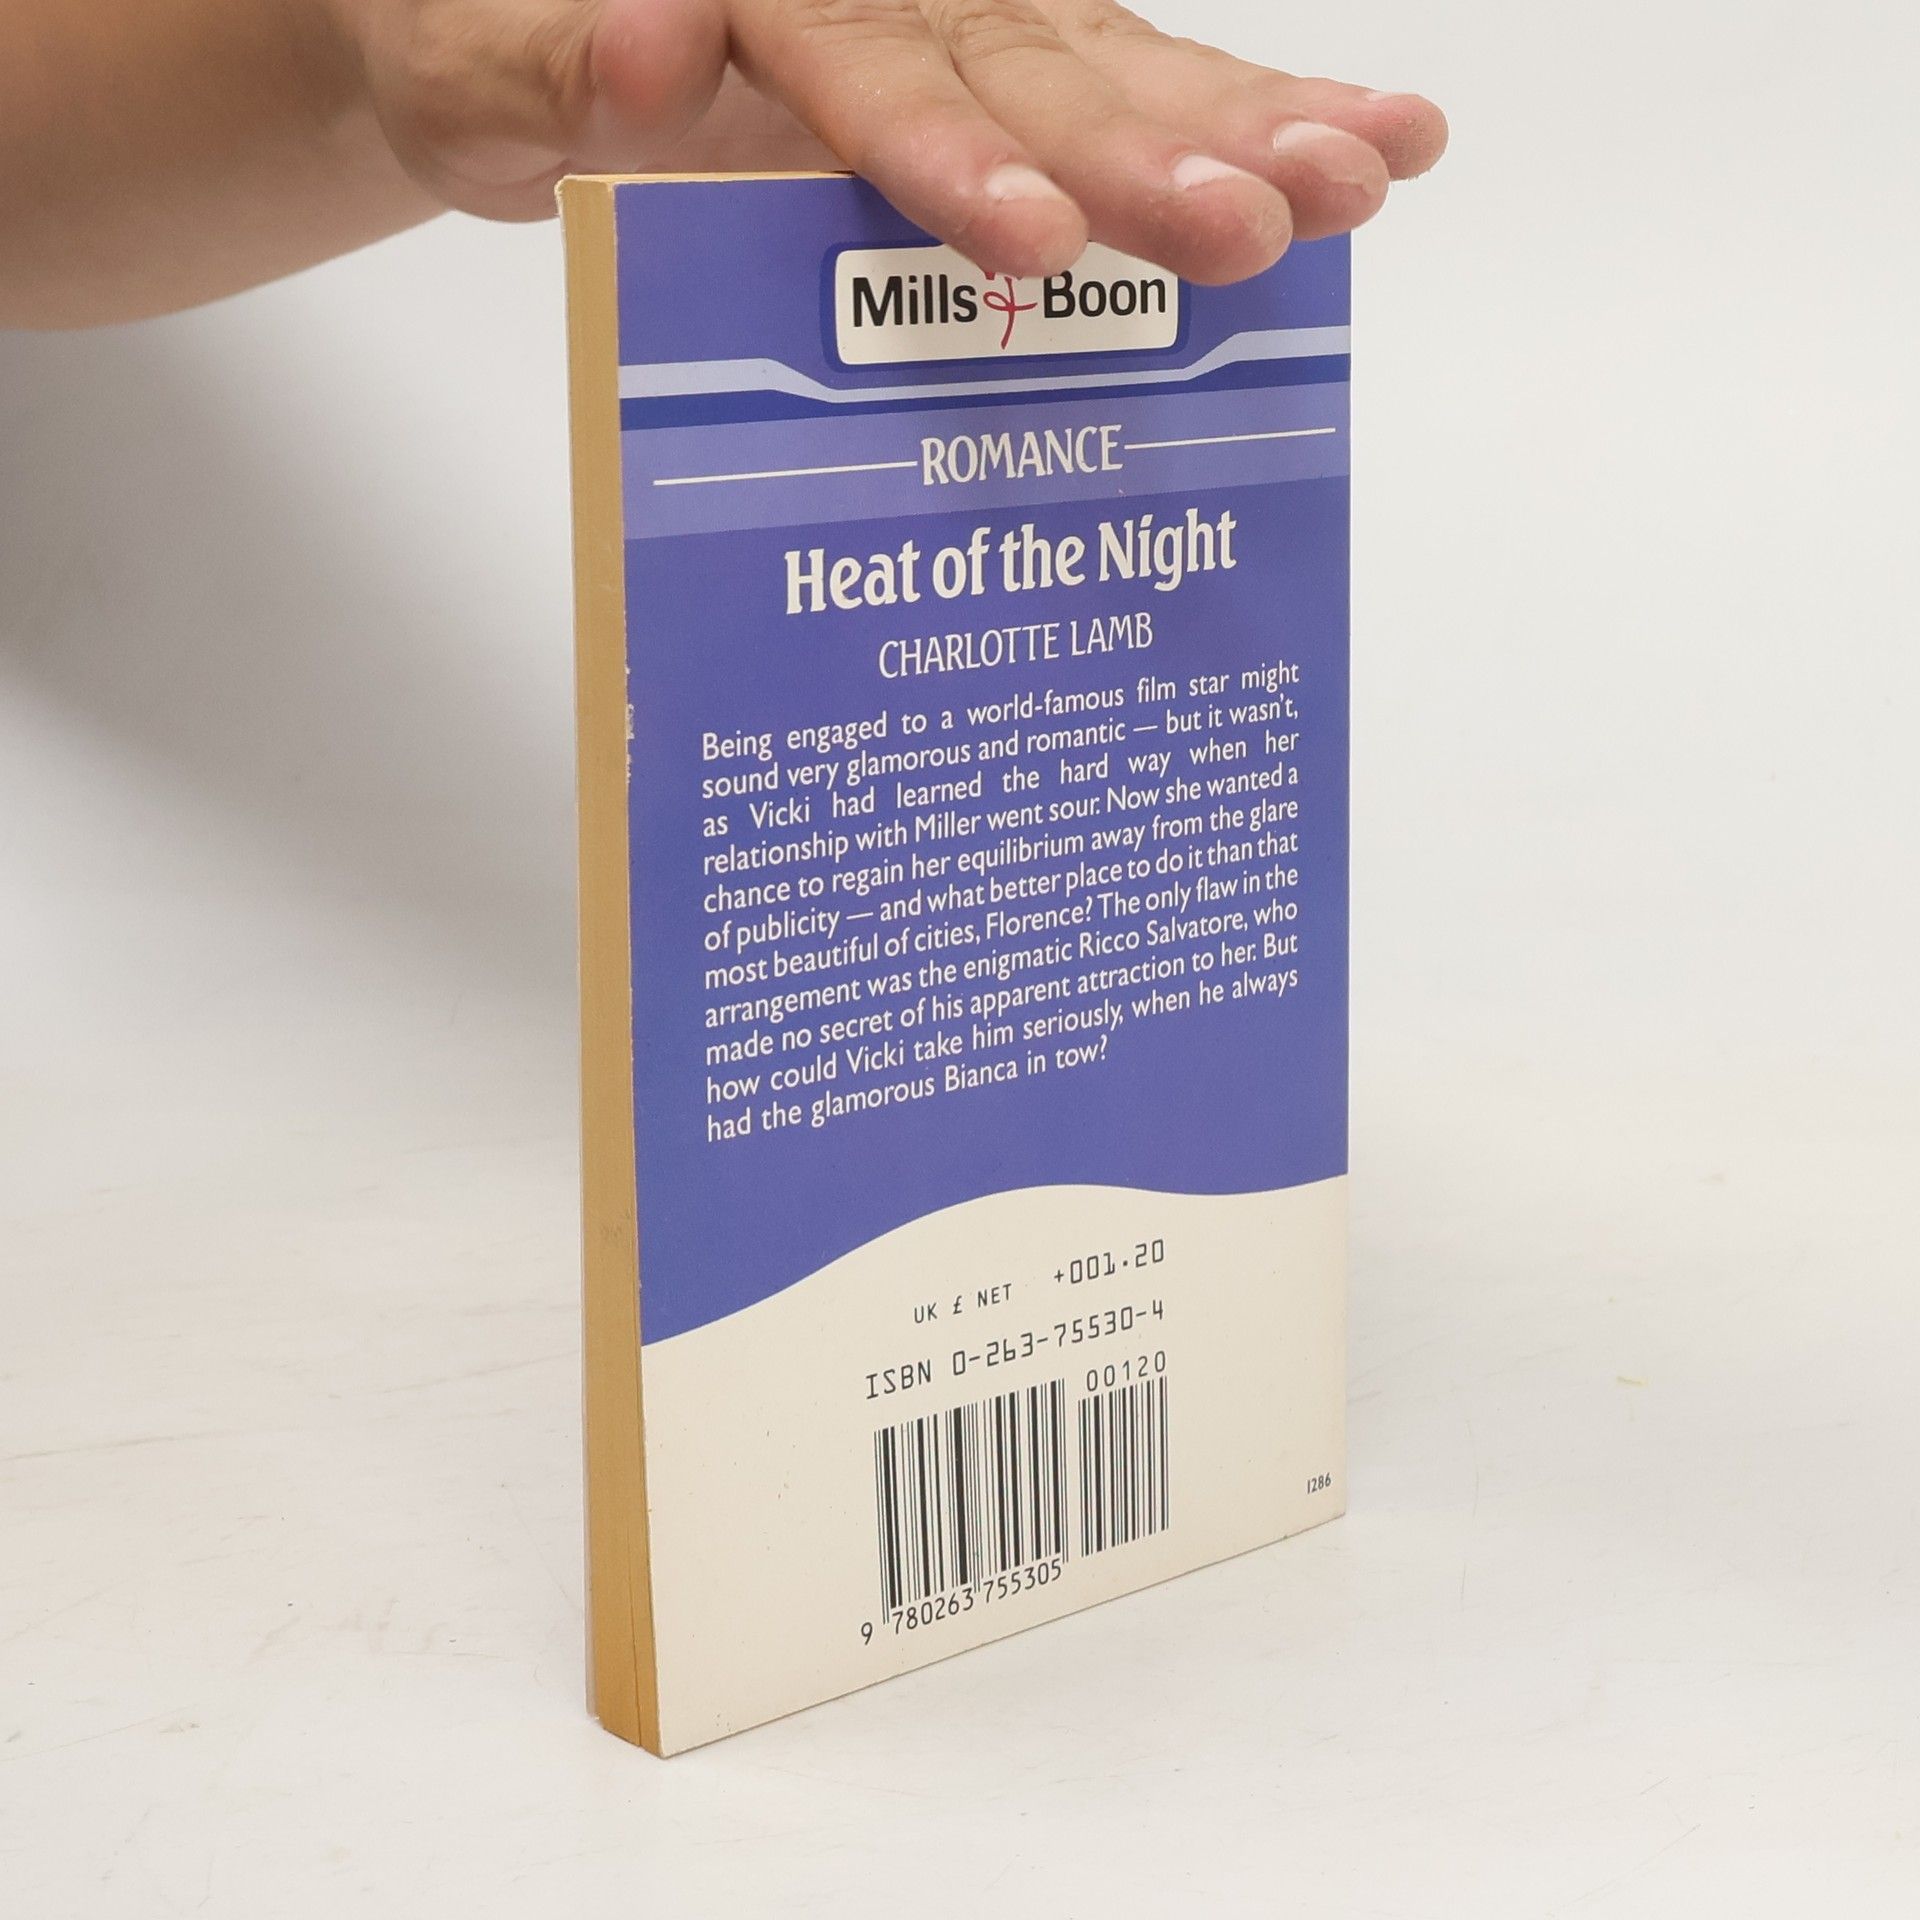 Mills & Boon
ROMANCE
Heat of the Night
CHARLOTTE LAMB
Being engaged to a world-famous film star might
sound very glamorous and romantic — but it wasn't,
as Vicki had learned the hard way when her
relationship with Miller went sour. Now she wanted a
chance to regain her equilibrium away from the glare
of publicity — and what better place to do it than that
most beautiful of cities, Florence? The only flaw in the
arrangement was the enigmatic Ricco Salvatore, who
made no secret of his apparent attraction to her. But
how could Vicki take him seriously, when he always
had the glamorous Bianca in tow?
UK £ NET +001.20
ISBN 0-263-75530-4
00120
9 780263 755305
1286